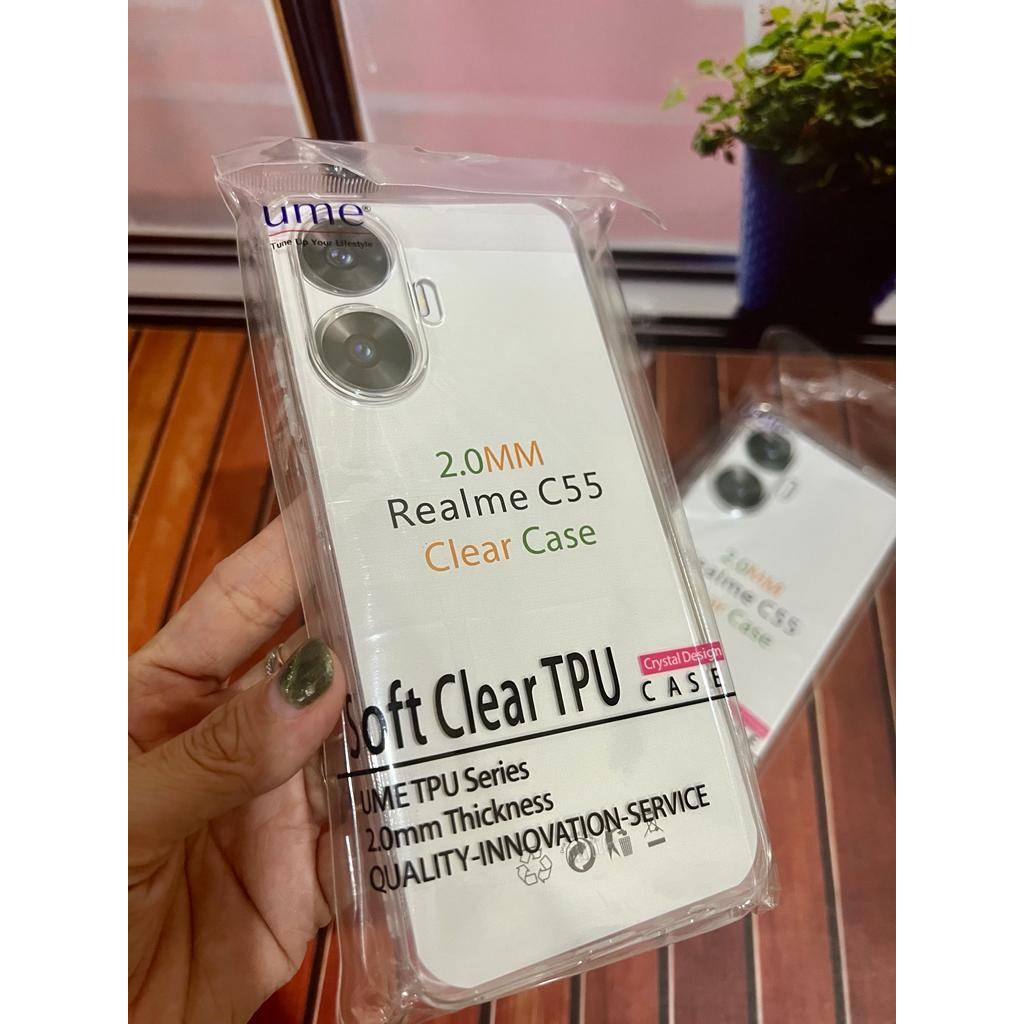 ume®
Tune Up Your Lifestyle
2.0MM
Realme C55
Clear Case
Soft Clear TPU
Crystal Design
CASE
UME TPU Series
2.0mm Thickness
QUALITY-INNOVATION-SERVICE
2.0MM
Realme C55
Case